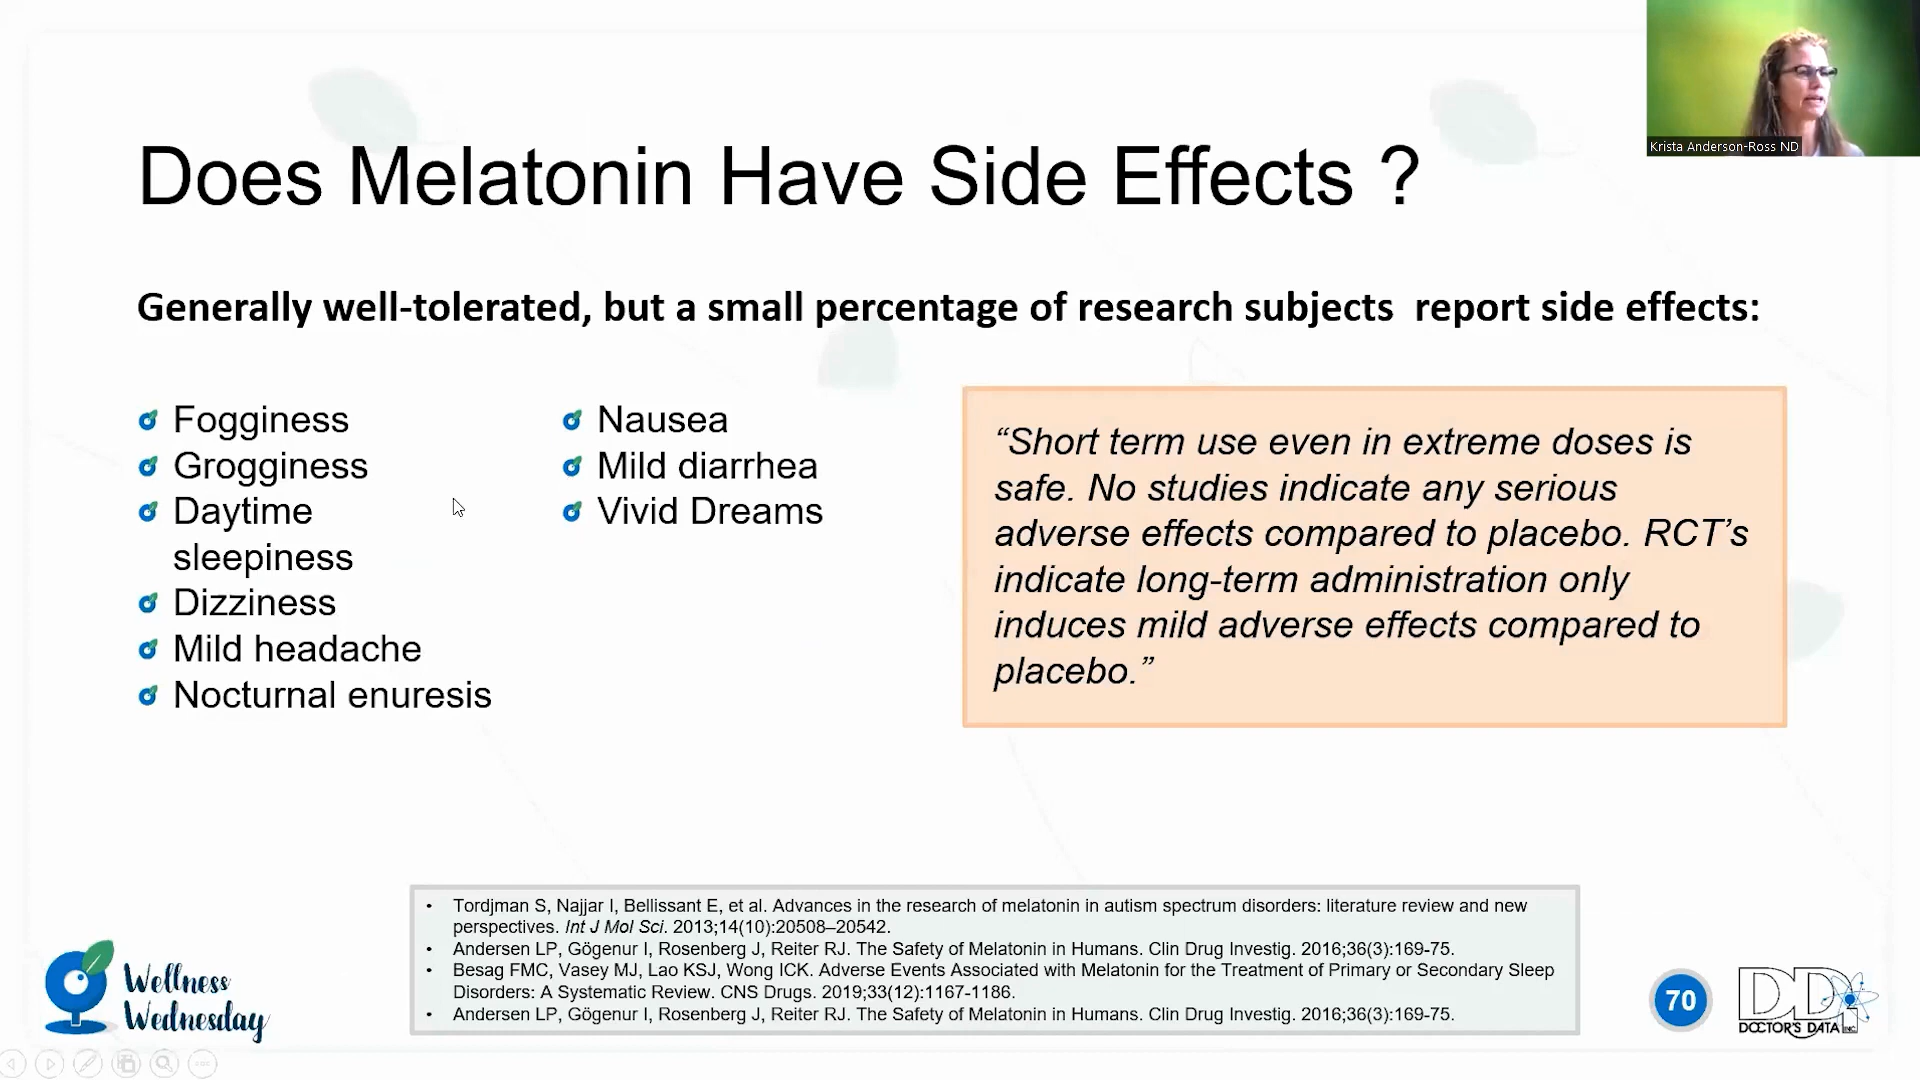 Krista Anderson-Ross ND
Does Melatonin Have Side Effects ?
Generally well-tolerated, but a small percentage of research subjects  report side effects:
Fogginess
Grogginess
Daytime
sleepiness
Dizziness
Mild headache
Nocturnal enuresis
Nausea
Mild diarrhea
Vivid Dreams
“Short term use even in extreme doses is
safe. No studies indicate any serious
adverse effects compared to placebo. RCT’s
indicate long-term administration only
induces mild adverse effects compared to
placebo.”
• Tordjman S, Najjar I, Bellissant E, et al. Advances in the research of melatonin in autism spectrum disorders: literature review and new
perspectives. Int J Mol Sci. 2013;14(10):20508–20542.
• Andersen LP, Gögenur I, Rosenberg J, Reiter RJ. The Safety of Melatonin in Humans. Clin Drug Investig. 2016;36(3):169-75.
• Besag FMC, Vasey MJ, Lao KSJ, Wong ICK. Adverse Events Associated with Melatonin for the Treatment of Primary or Secondary Sleep
Disorders: A Systematic Review. CNS Drugs. 2019;33(12):1167-1186.
• Andersen LP, Gögenur I, Rosenberg J, Reiter RJ. The Safety of Melatonin in Humans. Clin Drug Investig. 2016;36(3):169-75.
Wellness
Wednesday
70
DDI
DOCTOR'S DATA INC.